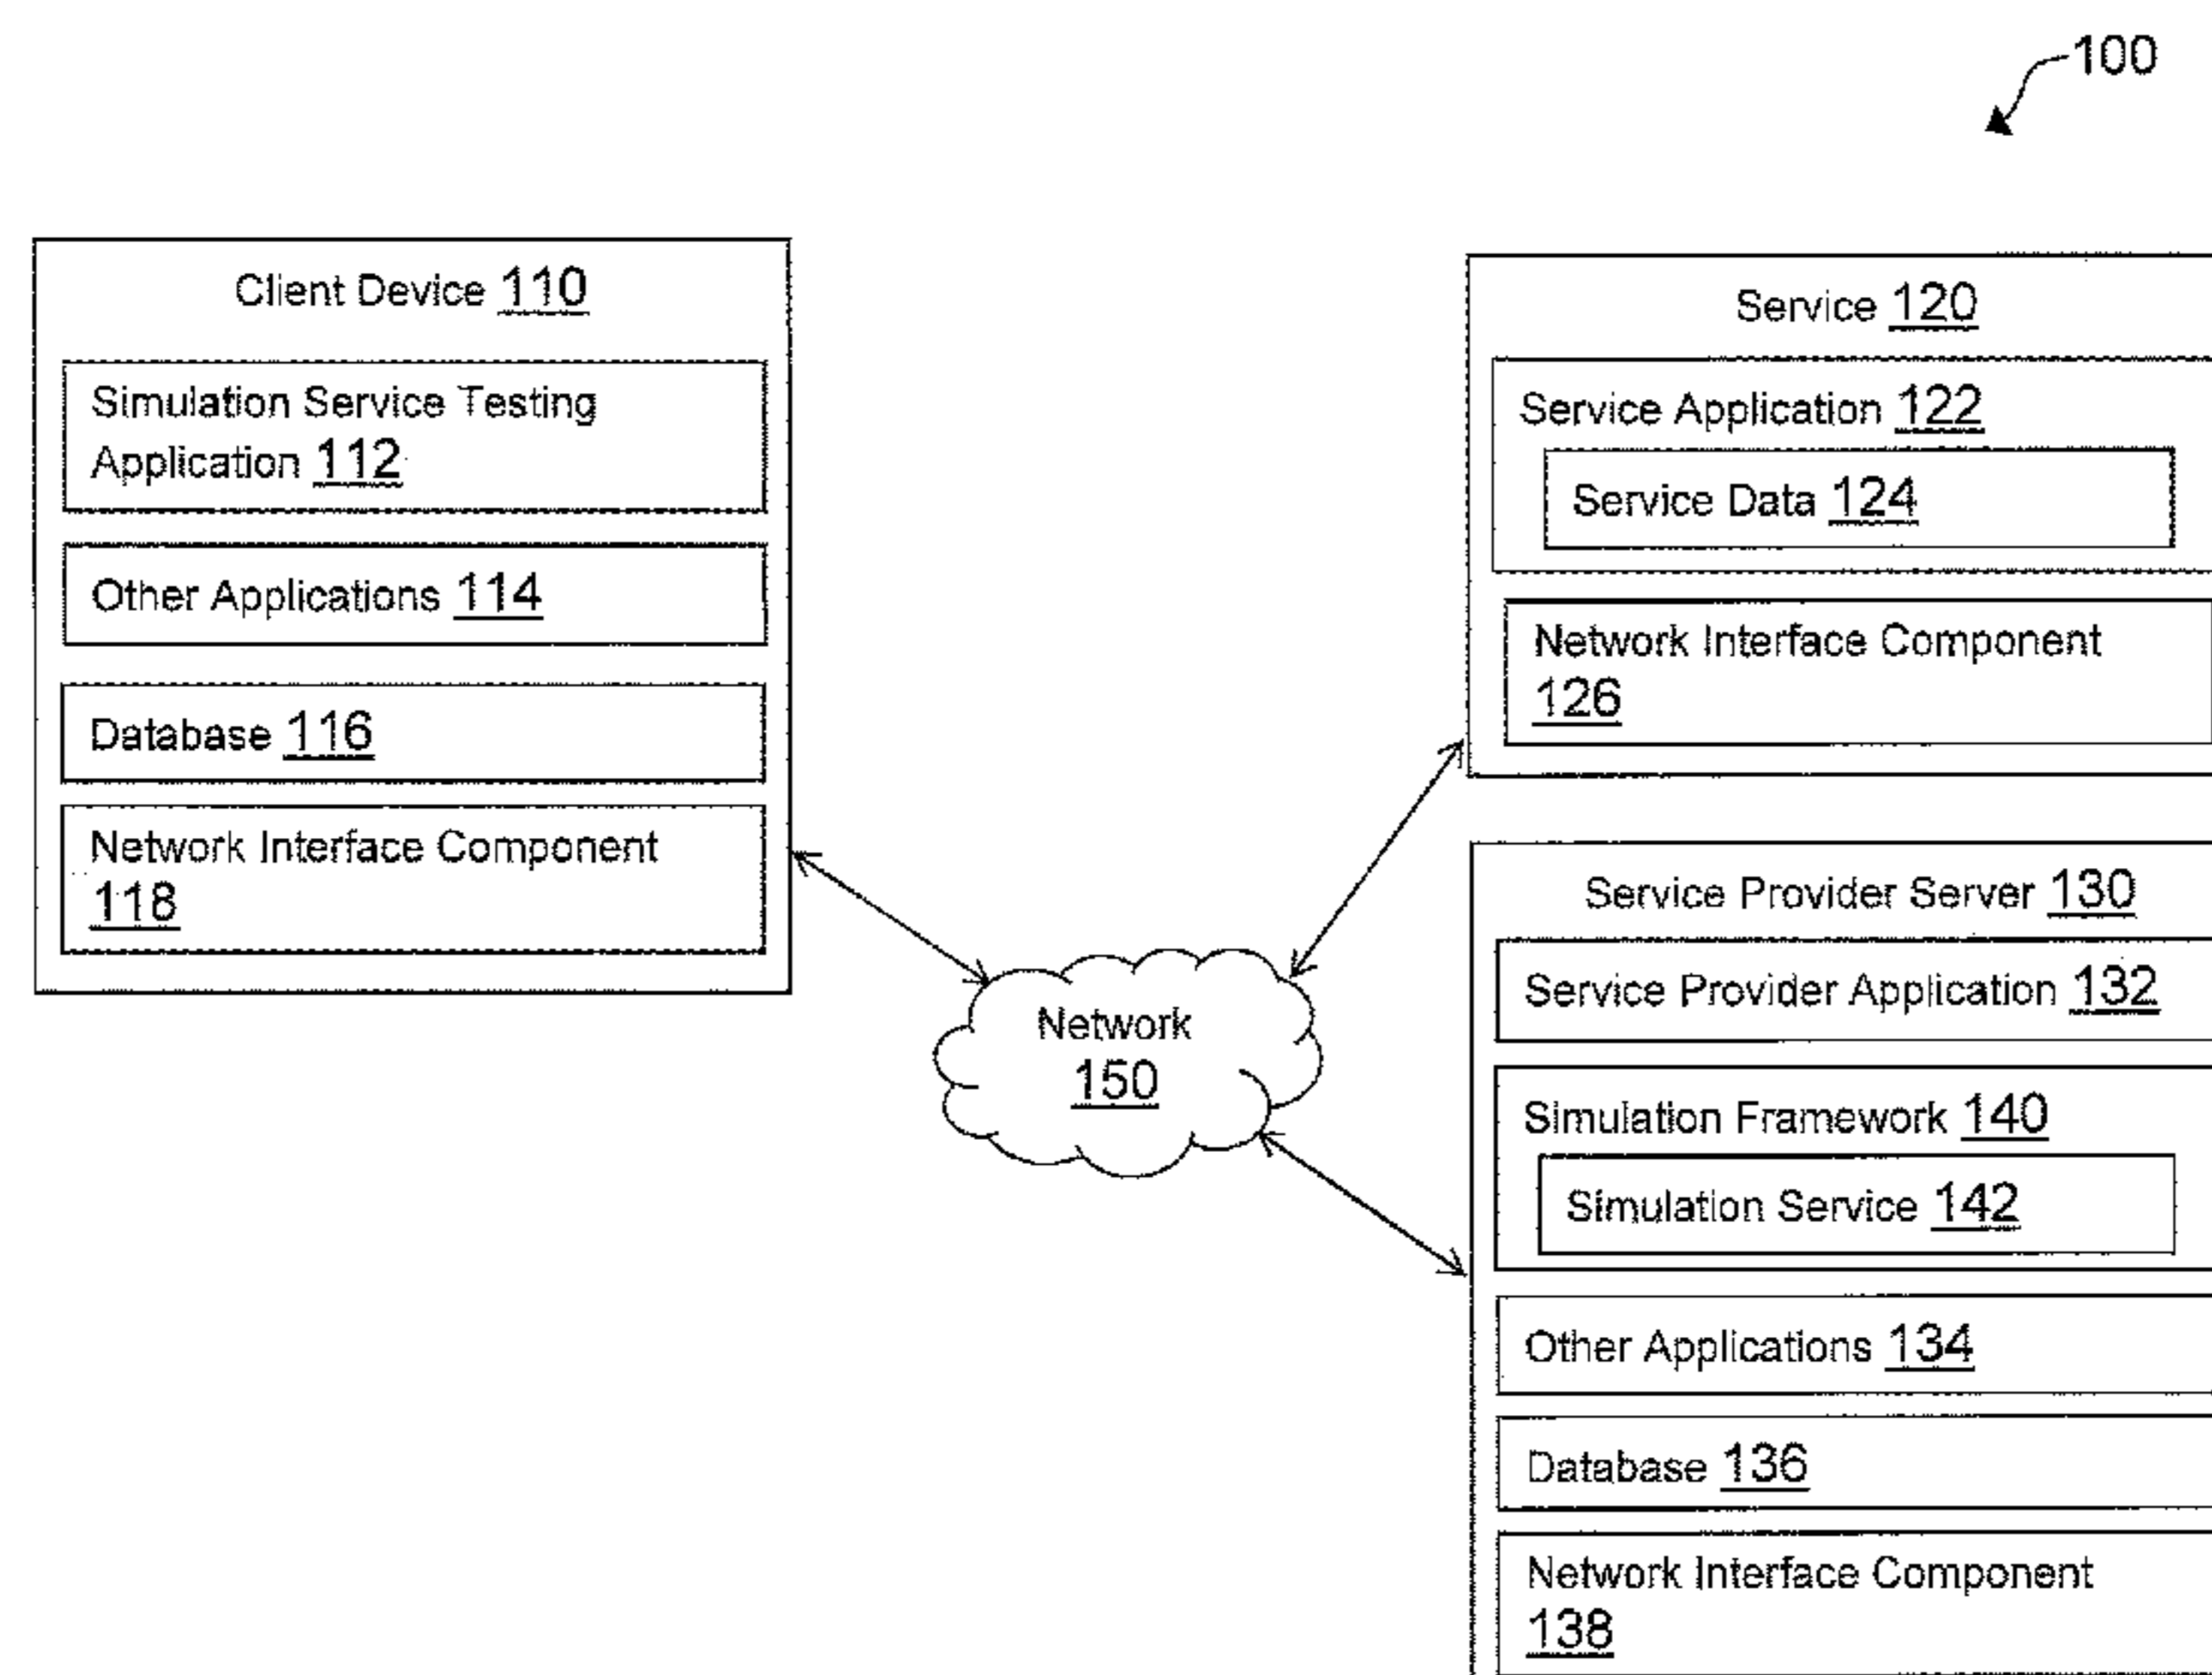 100
Client Device 110
Simulation Service Testing
Application 112
Other Applications 114
Database 116
Network Interface Component
118
Service 120
Service Application 122
Service Data 124
Network Interface Component
126
Network
150
Service Provider Server 130
Service Provider Application 132
Simulation Framework 140
Simulation Service 142
Other Applications 134
Database 136
Network Interface Component
138